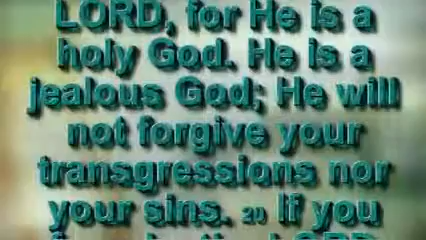 LORD, for He is a
holy God. He is a
jealous God; He will
not forgive your
transgressions nor
your sins. 20 If you
LORD